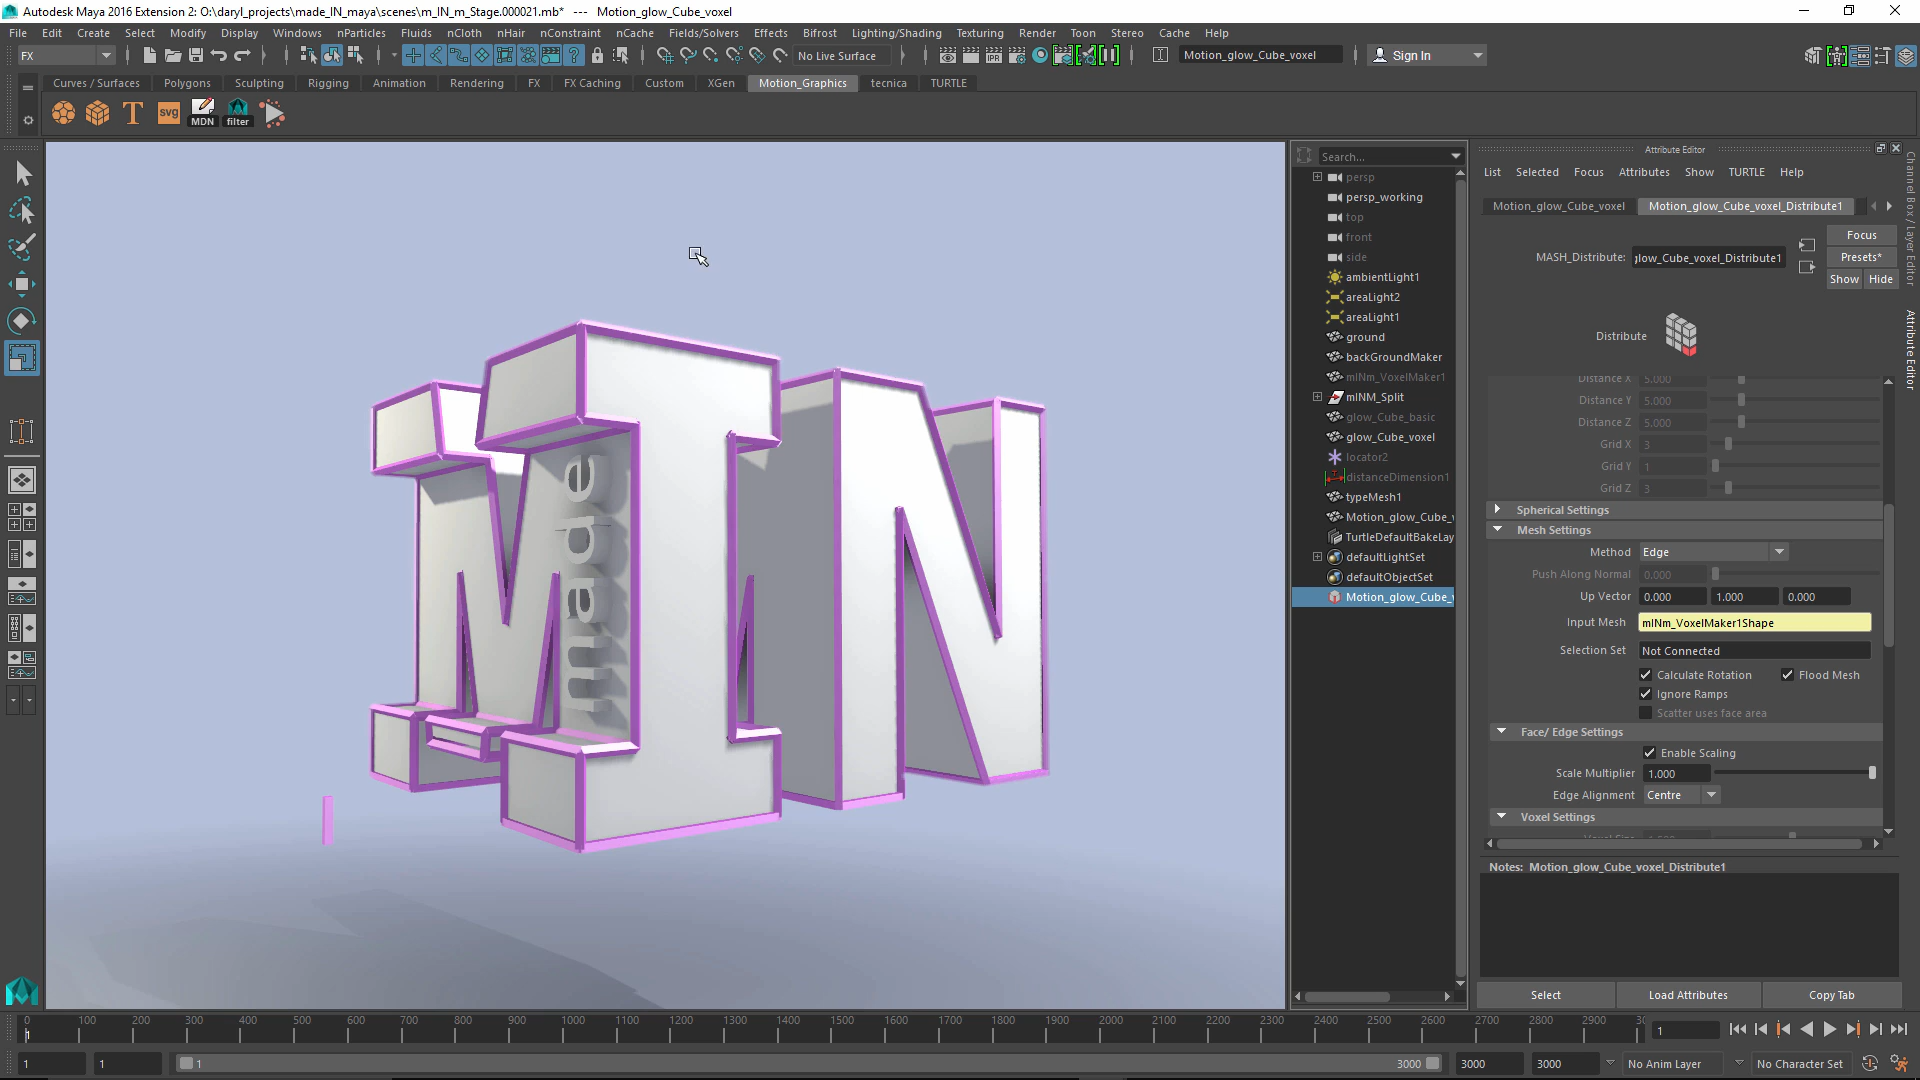 Autodesk Maya 2016 Extension 2: O:\daryl_projects\made_IN_maya\scenes\m_IN_m_Stage.000021.mb* --- Motion_glow_Cube_voxel
File Edit Create Select Modify Display Windows nParticles Fluids nCloth nHair nConstraint nCache Fields/Solvers Effects Bifrost Lighting/Shading Texturing Render Toon Stereo Cache Help
FX No Live Surface IPR Motion_glow_Cube_voxel Sign In
Curves / Surfaces Polygons Sculpting Rigging Animation Rendering FX FX Caching Custom XGen Motion_Graphics tecnica TURTLE
T svg MDN filter
M I N
made
Search...
persp
persp_working
top
front
side
ambientLight1
areaLight2
areaLight1
ground
backGroundMaker
mINm_VoxelMaker1
mINM_Split
glow_Cube_basic
glow_Cube_voxel
locator2
distanceDimension1
typeMesh1
Motion_glow_Cube_
TurtleDefaultBakeLay
defaultLightSet
defaultObjectSet
Motion_glow_Cube_
Attribute Editor
List Selected Focus Attributes Show TURTLE Help
Motion_glow_Cube_voxel Motion_glow_Cube_voxel_Distribute1
Focus
MASH_Distribute: low_Cube_voxel_Distribute1 Presets*
Show Hide
Distribute
Distance X 5.000
Distance Y 5.000
Distance Z 5.000
Grid X 3
Grid Y 1
Grid Z 3
Spherical Settings
Mesh Settings
Method Edge
Push Along Normal 0.000
Up Vector 0.000 1.000 0.000
Input Mesh mINm_VoxelMaker1Shape
Selection Set Not Connected
Calculate Rotation Flood Mesh
Ignore Ramps
Scatter uses face area
Face/ Edge Settings
Enable Scaling
Scale Multiplier 1.000
Edge Alignment Centre
Voxel Settings
Notes: Motion_glow_Cube_voxel_Distribute1
Select Load Attributes Copy Tab
Channel Box / Layer Editor
Attribute Editor
0 100 200 300 400 500 600 700 800 900 1000 1100 1200 1300 1400 1500 1600 1700 1800 1900 2000 2100 2200 2300 2400 2500 2600 2700 2800 2900
1 1
1 1 1 3000 3000 3000 No Anim Layer No Character Set